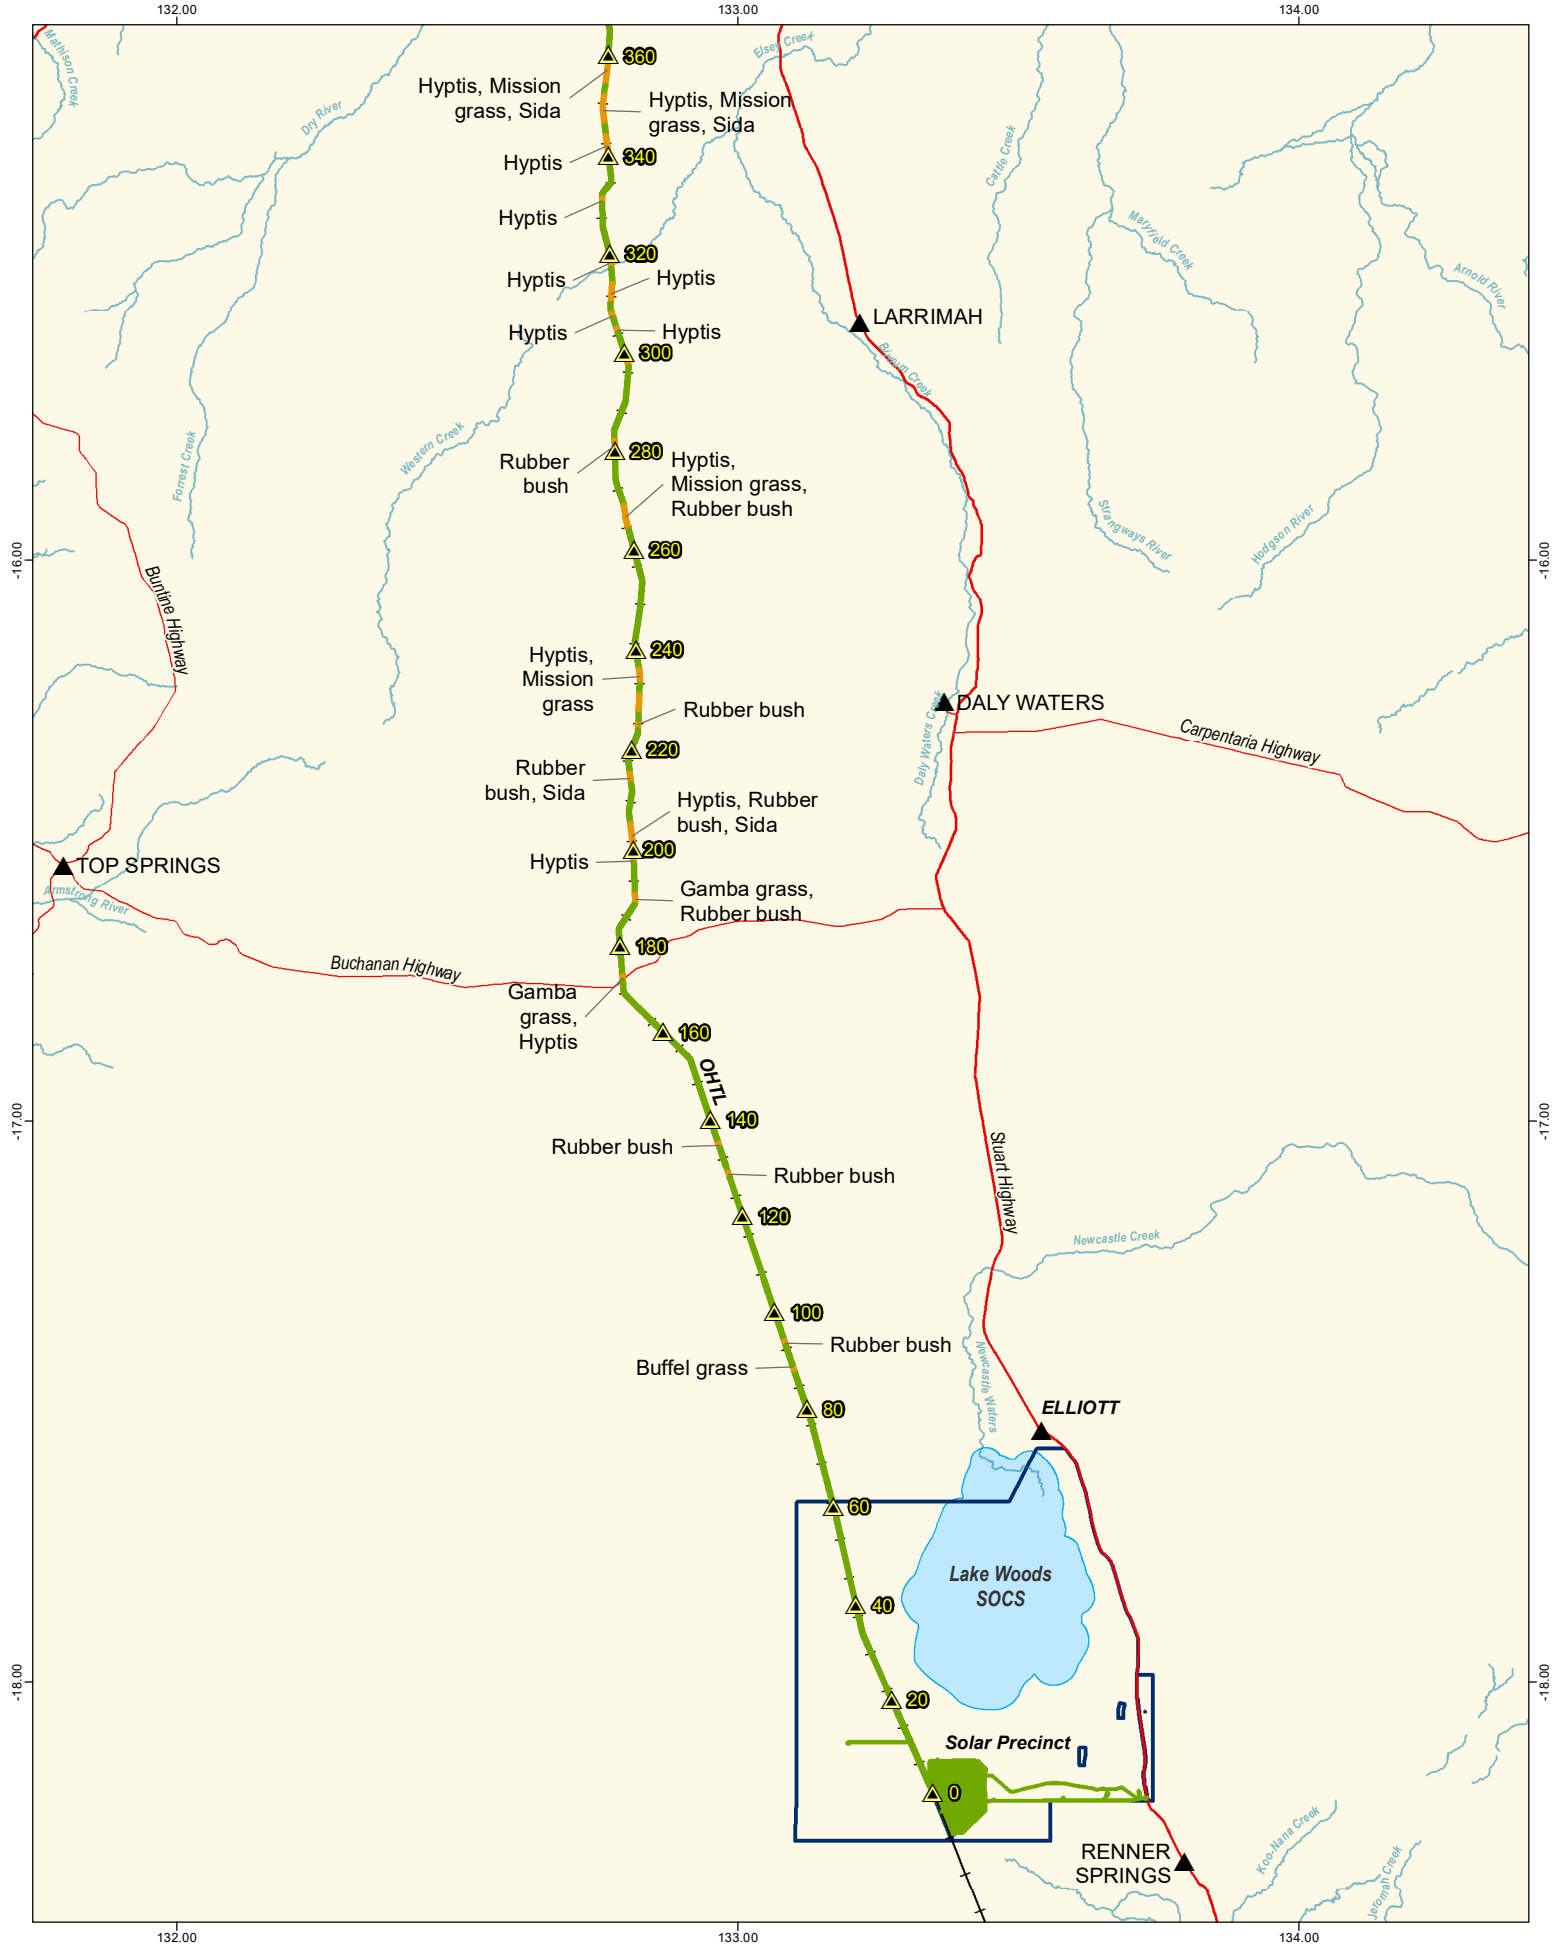 132.00
133.00
134.00
Mathison Creek
Elsey Creek
360
Hyptis, Mission
grass, Sida
Hyptis, Mission
grass, Sida
Dry River
Cattle Creek
Hyptis
340
Hyptis
Maryfield Creek
320
Hyptis
Hyptis
Arnold River
LARRIMAH
Hyptis
Hyptis
300
Birdum Creek
Western Creek
Forrest Creek
280
Rubber
bush
Hyptis,
Mission grass,
Rubber bush
Strangways River
Hodgson River
260
-16.00
-16.00
Buntine Highway
240
Hyptis,
Mission
grass
Rubber bush
DALY WATERS
Daly Waters Creek
Carpentaria Highway
220
Rubber
bush, Sida
Hyptis, Rubber
bush, Sida
200
Hyptis
TOP SPRINGS
Armstrong River
Gamba grass,
Rubber bush
180
Buchanan Highway
Gamba
grass,
Hyptis
160
OHTL
140
-17.00
-17.00
Rubber bush
Rubber bush
Stuart Highway
120
Newcastle Creek
100
Rubber bush
Buffel grass
Newcastle Waters
80
ELLIOTT
60
Lake Woods
SOCS
40
-18.00
-18.00
20
Solar Precinct
0
RENNER
SPRINGS
Koo-Nana Creek
Jeromah Creek
132.00
133.00
134.00